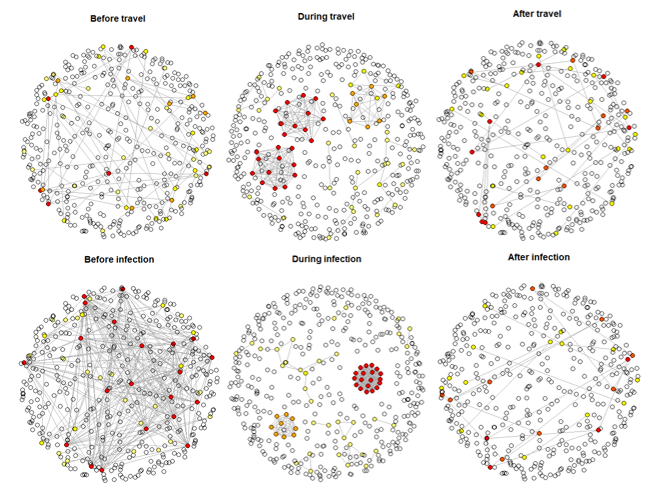 Before travel
During travel
After travel
Before infection
During infection
After infection